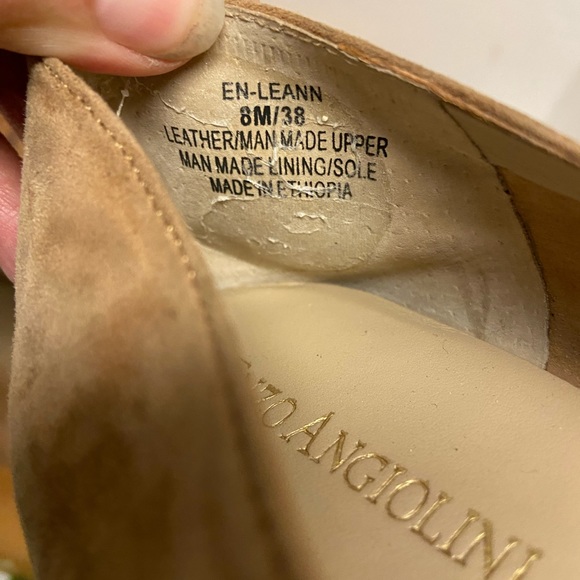 EN-LEANN
8M/38
LEATHER/MAN MADE UPPER
MAN MADE LINING/SOLE
MADE IN ETHIOPIA
ANGIOLINI